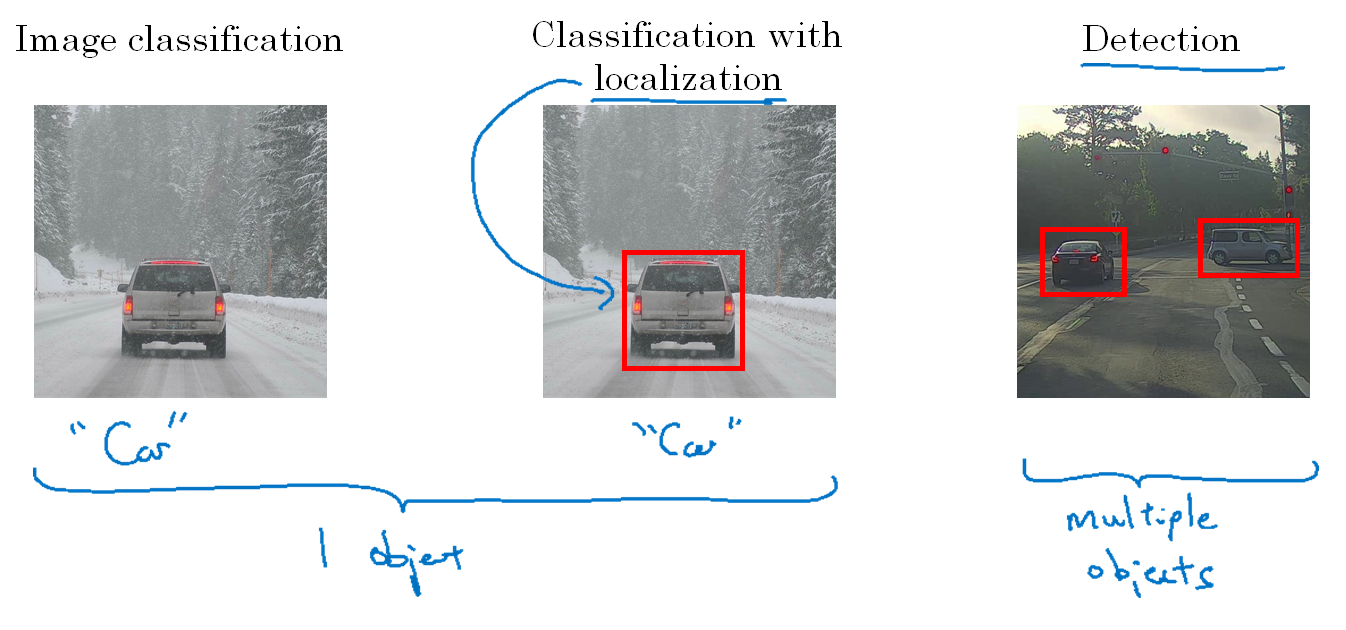 Image classification
Classification with
localization
Detection
"Car"
"Car"
1 object
multiple
objects